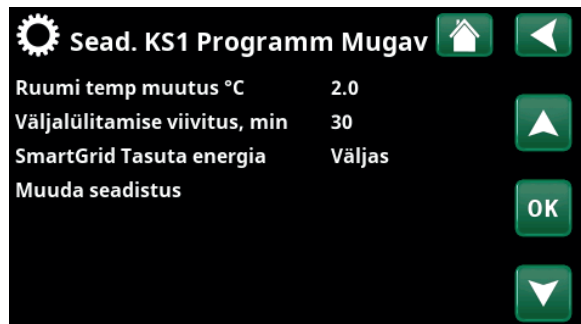 Sead. KS1 Programm Mugav
Ruumi temp muutus °C 2.0
Väljalülitamise viivitus, min 30
SmartGrid Tasuta energia Väljas
Muuda seadistus
OK